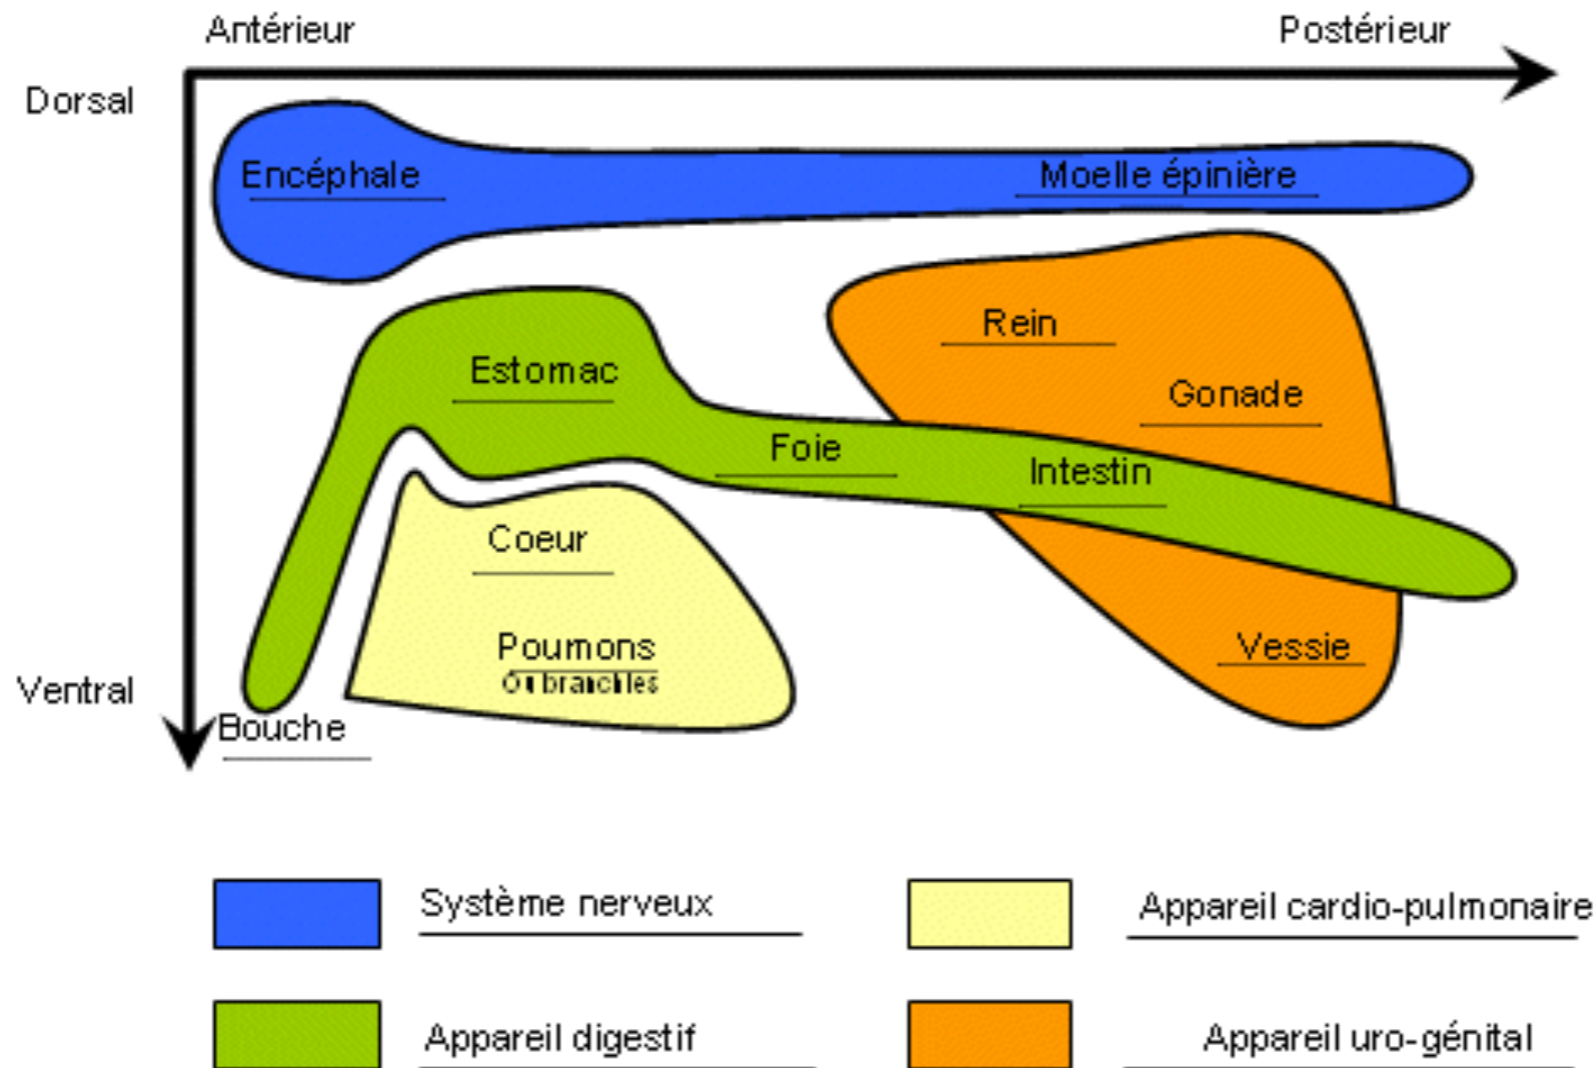 Antérieur
Postérieur
Dorsal
Encéphale
Moelle épinière
Rein
Estomac
Gonade
Foie
Intestin
Coeur
Poumons
Ou branchies
Vessie
Ventral
Bouche
Système nerveux
Appareil cardio-pulmonaire
Appareil digestif
Appareil uro-génital